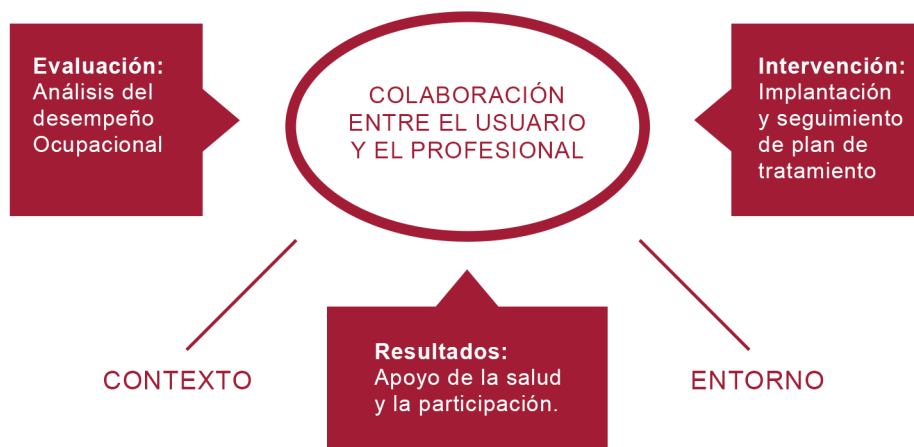 Evaluación:
Análisis del
desempeño
Ocupacional
COLABORACIÓN
ENTRE EL USUARIO
Y EL PROFESIONAL
Intervención:
Implantación
y seguimiento
de plan de
tratamiento
CONTEXTO
Resultados:
Apoyo de la salud
y la participación.
ENTORNO